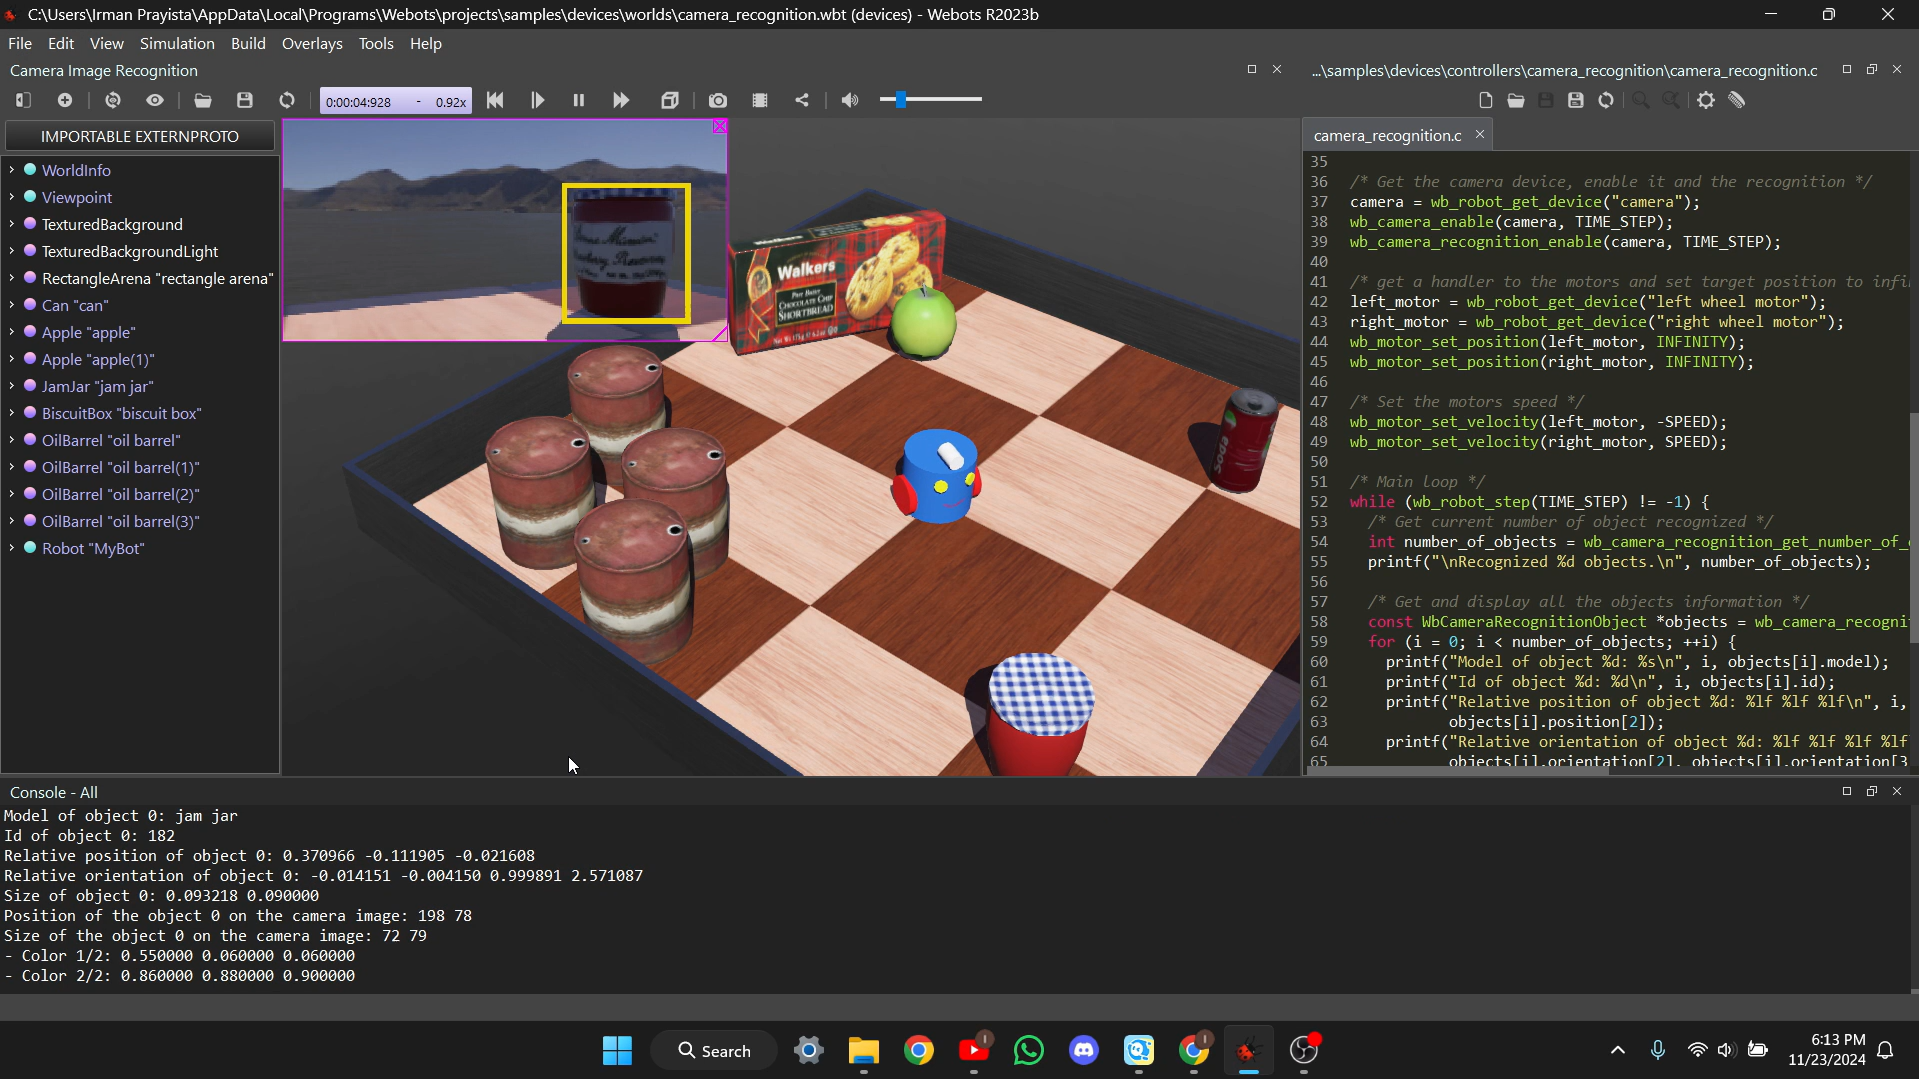 C:\Users\Irman Prayista\AppData\Local\Programs\Webots\projects\samples\devices\worlds\camera_recognition.wbt (devices) - Webots R2023b
File Edit View Simulation Build Overlays Tools Help
Camera Image Recognition
...\samples\devices\controllers\camera_recognition\camera_recognition.c
0:00:04:928 - 0.92x
IMPORTABLE EXTERNPROTO
WorldInfo
Viewpoint
TexturedBackground
TexturedBackgroundLight
RectangleArena "rectangle arena"
Can "can"
Apple "apple"
Apple "apple(1)"
JamJar "jam jar"
BiscuitBox "biscuit box"
OilBarrel "oil barrel"
OilBarrel "oil barrel(1)"
OilBarrel "oil barrel(2)"
OilBarrel "oil barrel(3)"
Robot "MyBot"
Walkers
CHOCOLATE CHIP
SHORTBREAD
Soda
camera_recognition.c
35
36 /* Get the camera device, enable it and the recognition */
37 camera = wb_robot_get_device("camera");
38 wb_camera_enable(camera, TIME_STEP);
39 wb_camera_recognition_enable(camera, TIME_STEP);
40
41 /* get a handler to the motors and set target position to infi
42 left_motor = wb_robot_get_device("left wheel motor");
43 right_motor = wb_robot_get_device("right wheel motor");
44 wb_motor_set_position(left_motor, INFINITY);
45 wb_motor_set_position(right_motor, INFINITY);
46
47 /* Set the motors speed */
48 wb_motor_set_velocity(left_motor, -SPEED);
49 wb_motor_set_velocity(right_motor, SPEED);
50
51 /* Main loop */
52 while (wb_robot_step(TIME_STEP) != -1) {
53 /* Get current number of object recognized */
54 int number_of_objects = wb_camera_recognition_get_number_of_
55 printf("\nRecognized %d objects.\n", number_of_objects);
56
57 /* Get and display all the objects information */
58 const WbCameraRecognitionObject *objects = wb_camera_recogni
59 for (i = 0; i < number_of_objects; ++i) {
60 printf("Model of object %d: %s\n", i, objects[i].model);
61 printf("Id of object %d: %d\n", i, objects[i].id);
62 printf("Relative position of object %d: %lf %lf %lf\n", i,
63 objects[i].position[2]);
64 printf("Relative orientation of object %d: %lf %lf %lf %lf
65 objects[i].orientation[2], objects[i].orientation[3
Console - All
Model of object 0: jam jar
Id of object 0: 182
Relative position of object 0: 0.370966 -0.111905 -0.021608
Relative orientation of object 0: -0.014151 -0.004150 0.999891 2.571087
Size of object 0: 0.093218 0.090000
Position of the object 0 on the camera image: 198 78
Size of the object 0 on the camera image: 72 79
- Color 1/2: 0.550000 0.060000 0.060000
- Color 2/2: 0.860000 0.880000 0.900000
Search
6:13 PM
11/23/2024